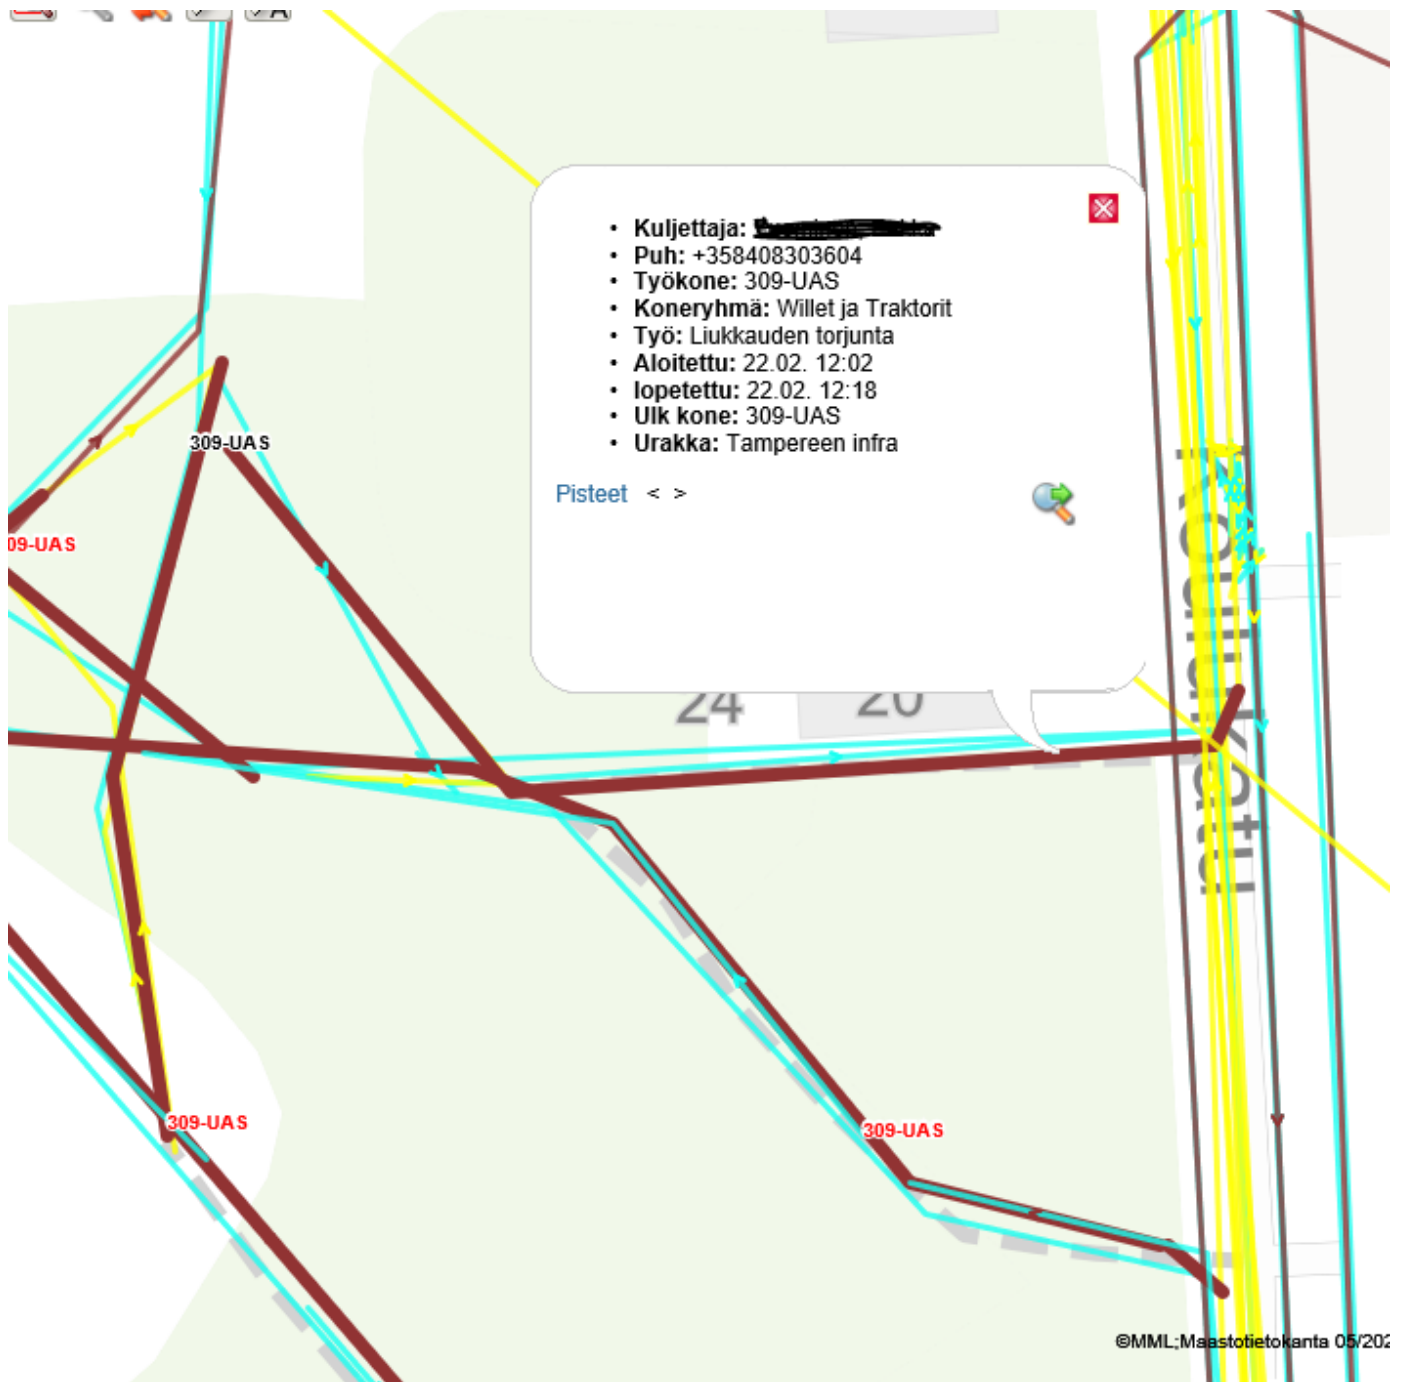 Kuljettaja:
Puh: +358408303604
Työkone: 309-UAS
Koneryhmä: Willet ja Traktorit
Työ: Liukkauden torjunta
Aloitettu: 22.02. 12:02
lopetettu: 22.02. 12:18
Ulk kone: 309-UAS
Urakka: Tampereen infra
Pisteet < >
309-UAS
09-UAS
24 20
Koulukatu
309-UAS
309-UAS
©MML;Maastotietokanta 05/202